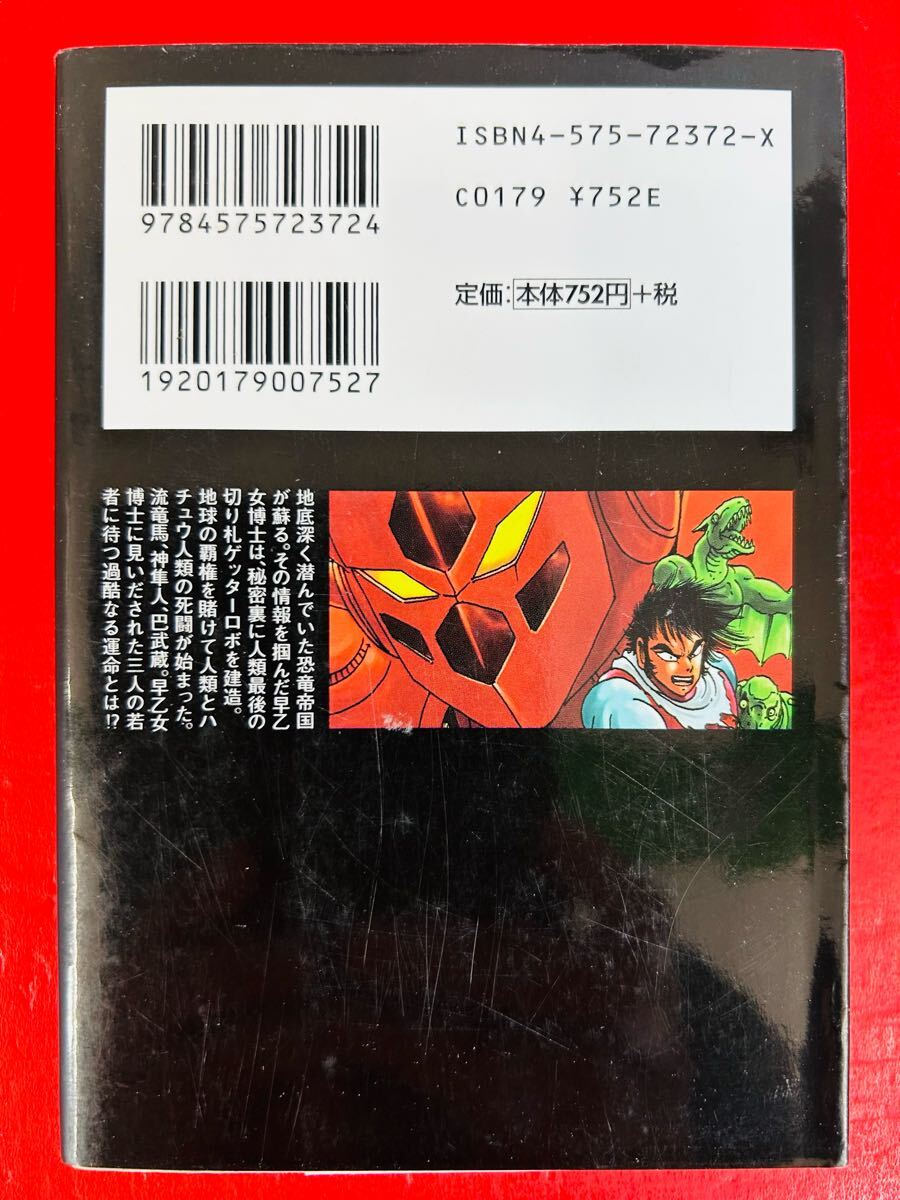 ISBN4-575-72372-X
C0179 ¥752E
9784575723724
定価:本体752円+税
1920179007527
地底深く潜んでいた恐竜帝国
が蘇る。その情報を掴んだ早乙
女博士は、秘密裏に人類最後の
切り札ゲッターロボを建造。
地球の覇権を賭けて人類とハ
チュウ人類の死闘が始まった。
流竜馬、神隼人、巴武蔵。早乙女
博士に見いだされた三人の若
者に待つ過酷なる運命とは!?